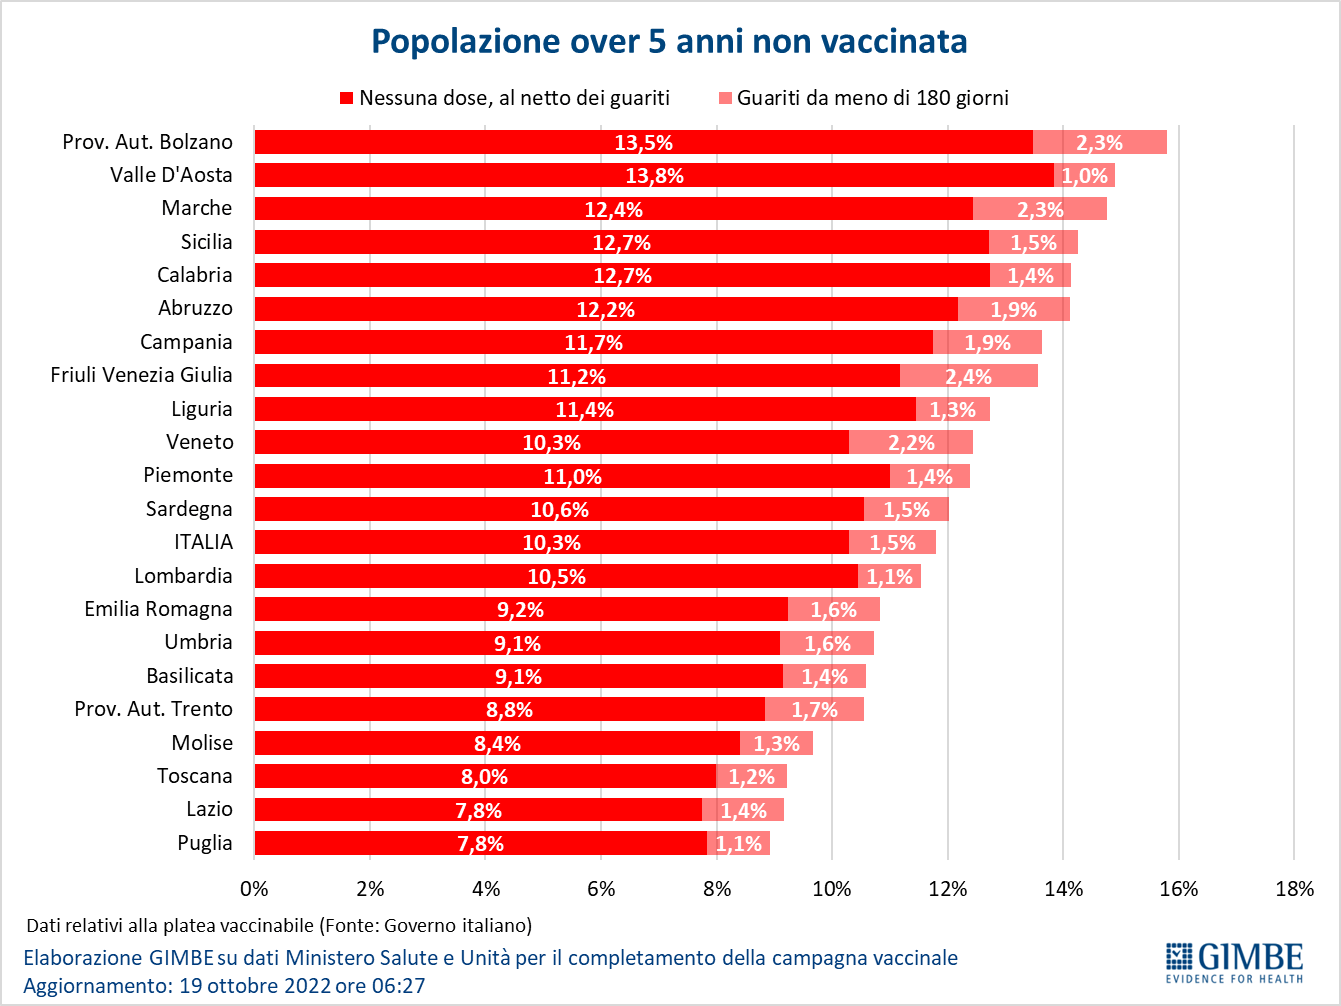 Popolazione over 5 anni non vaccinata
Nessuna dose, al netto dei guariti Guariti da meno di 180 giorni
Prov. Aut. Bolzano 13,5% 2,3%
Valle D'Aosta 13,8% 1,0%
Marche 12,4% 2,3%
Sicilia 12,7% 1,5%
Calabria 12,7% 1,4%
Abruzzo 12,2% 1,9%
Campania 11,7% 1,9%
Friuli Venezia Giulia 11,2% 2,4%
Liguria 11,4% 1,3%
Veneto 10,3% 2,2%
Piemonte 11,0% 1,4%
Sardegna 10,6% 1,5%
ITALIA 10,3% 1,5%
Lombardia 10,5% 1,1%
Emilia Romagna 9,2% 1,6%
Umbria 9,1% 1,6%
Basilicata 9,1% 1,4%
Prov. Aut. Trento 8,8% 1,7%
Molise 8,4% 1,3%
Toscana 8,0% 1,2%
Lazio 7,8% 1,4%
Puglia 7,8% 1,1%
0% 2% 4% 6% 8% 10% 12% 14% 16% 18%
Dati relativi alla platea vaccinabile (Fonte: Governo italiano)
Elaborazione GIMBE su dati Ministero Salute e Unità per il completamento della campagna vaccinale
Aggiornamento: 19 ottobre 2022 ore 06:27
GIMBE
EVIDENCE FOR HEALTH